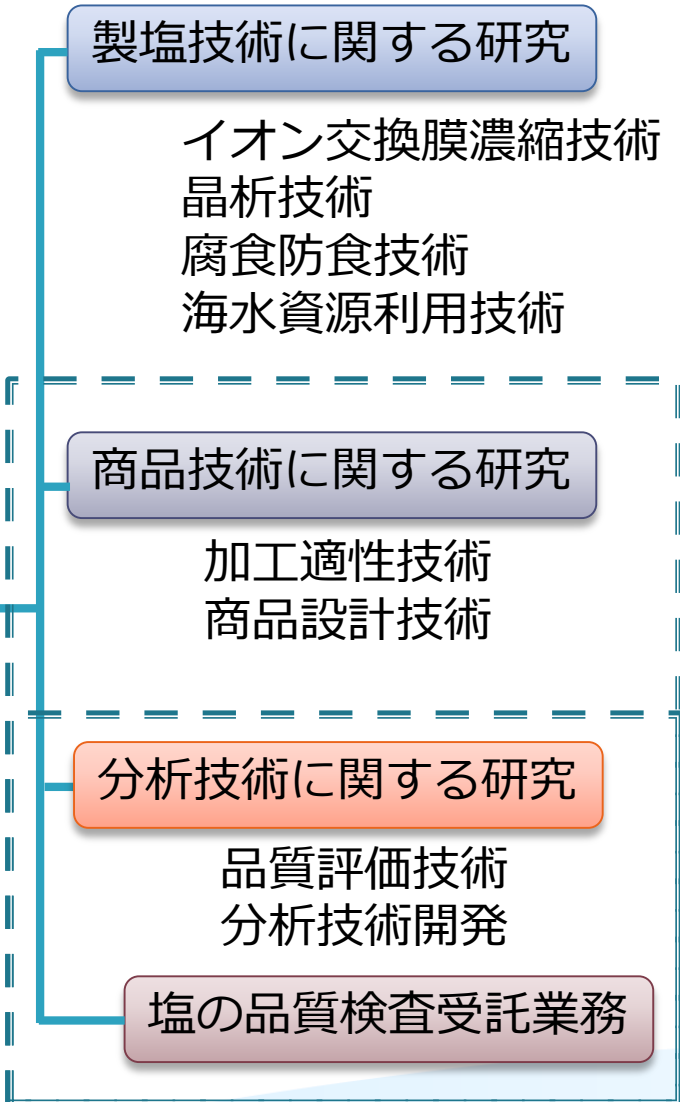 製塩技術に関する研究
イオン交換膜濃縮技術
晶析技術
腐食防食技術
海水資源利用技術
商品技術に関する研究
加工適性技術
商品設計技術
分析技術に関する研究
品質評価技術
分析技術開発
塩の品質検査受託業務